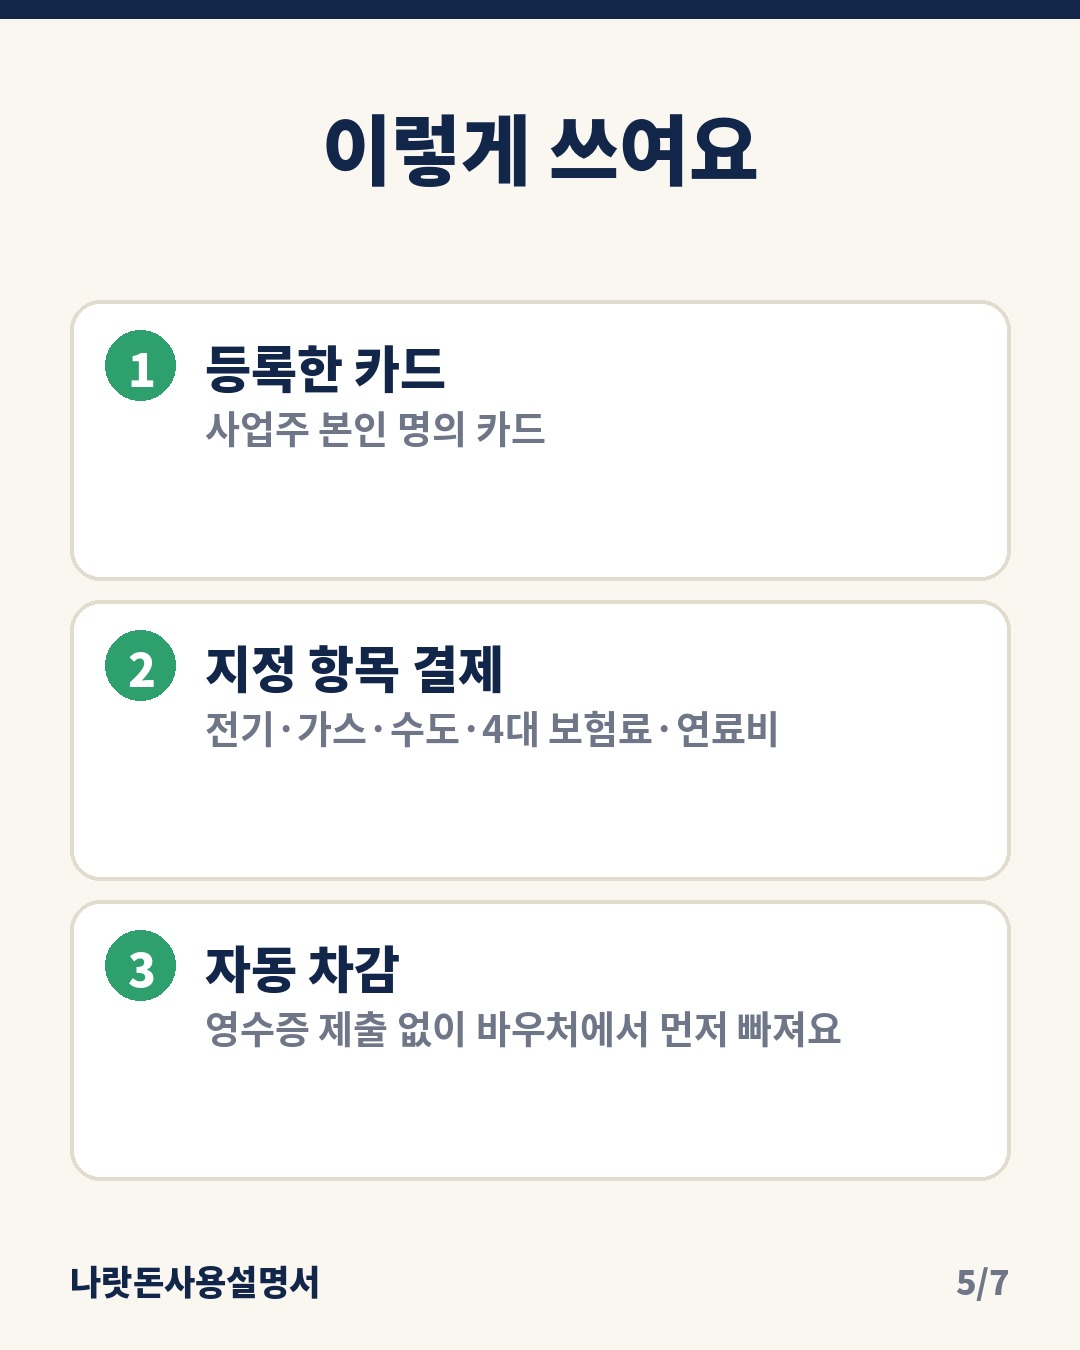 이렇게 쓰여요
1 등록한 카드
사업주 본인 명의 카드
2 지정 항목 결제
전기·가스·수도·4대 보험료·연료비
3 자동 차감
영수증 제출 없이 바우처에서 먼저 빠져요
나랏돈사용설명서
5/7